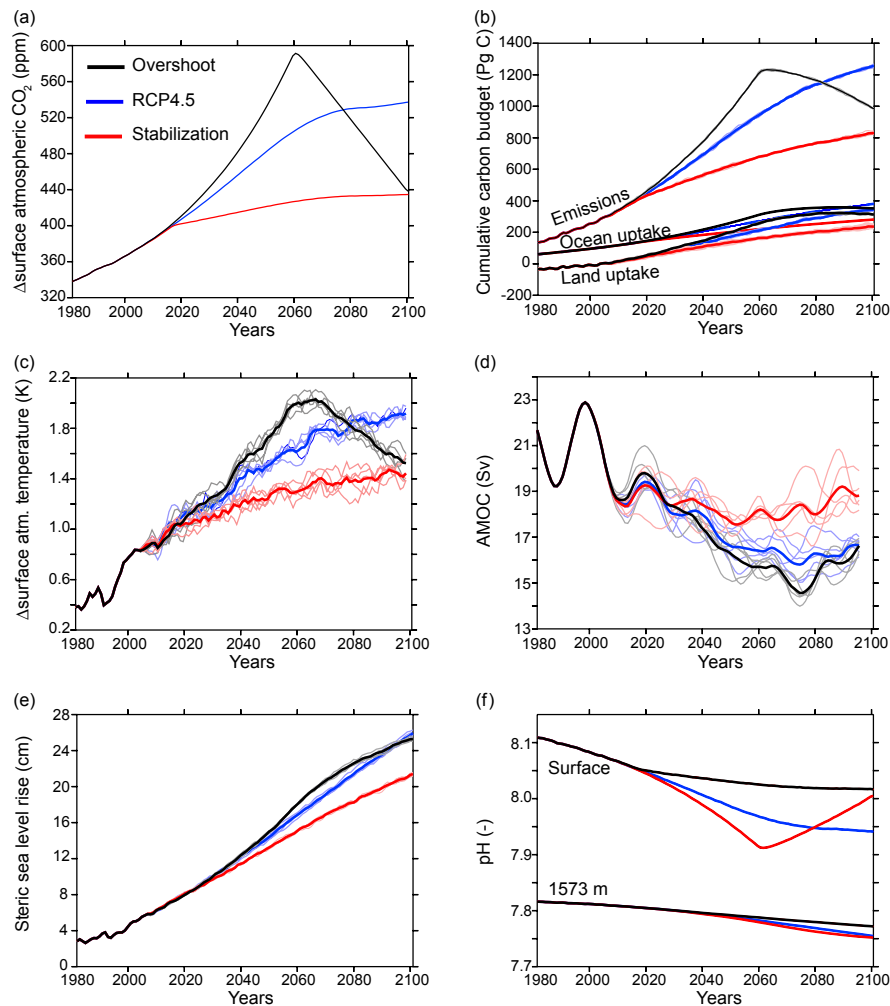 (a)
Δsurface atmospheric CO₂ (ppm)
600
560
520
480
440
400
360
320
Overshoot
RCP4.5
Stabilization
1980 2000 2020 2040 2060 2080 2100
Years
(b)
Cumulative carbon budget (Pg C)
1400
1200
1000
800
600
400
200
0
-200
Emissions
Ocean uptake
Land uptake
1980 2000 2020 2040 2060 2080 2100
Years
(c)
Δsurface atm. temperature (K)
2.2
1.8
1.4
1.0
0.6
0.2
1980 2000 2020 2040 2060 2080 2100
Years
(d)
AMOC (Sv)
23
21
19
17
15
13
1980 2000 2020 2040 2060 2080 2100
Years
(e)
Steric sea level rise (cm)
28
24
20
16
12
8
4
0
1980 2000 2020 2040 2060 2080 2100
Years
(f)
pH (-)
8.1
8.0
7.9
7.8
7.7
Surface
1573 m
1980 2000 2020 2040 2060 2080 2100
Years